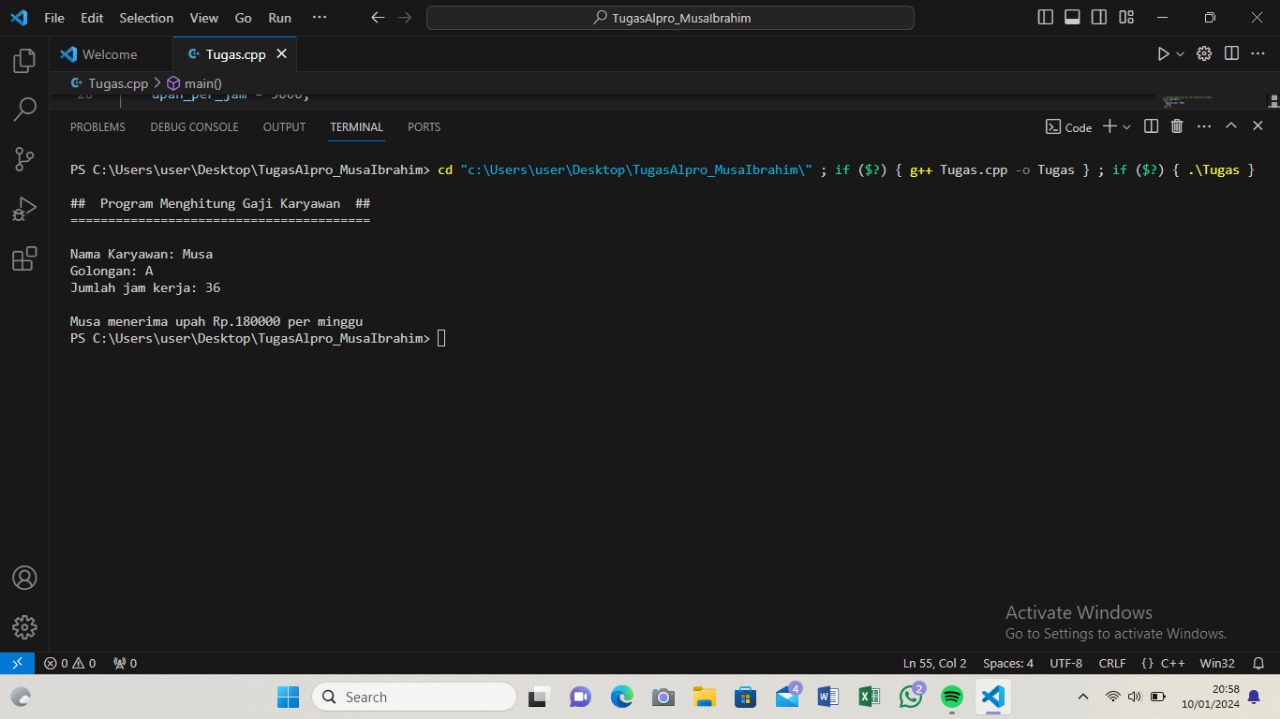 File Edit Selection View Go Run ··· TugasAlpro_MusaIbrahim
Welcome Tugas.cpp
Tugas.cpp > main()
upah_per_jam = 5000;
PROBLEMS DEBUG CONSOLE OUTPUT TERMINAL PORTS Code
PS C:\Users\user\Desktop\TugasAlpro_MusaIbrahim> cd "c:\Users\user\Desktop\TugasAlpro_MusaIbrahim\" ; if ($?) { g++ Tugas.cpp -o Tugas } ; if ($?) { .\Tugas }
## Program Menghitung Gaji Karyawan ##
========================================
Nama Karyawan: Musa
Golongan: A
Jumlah jam kerja: 36
Musa menerima upah Rp.180000 per minggu
PS C:\Users\user\Desktop\TugasAlpro_MusaIbrahim>
Activate Windows
Go to Settings to activate Windows.
0 0 0 Ln 55, Col 2 Spaces: 4 UTF-8 CRLF {} C++ Win32
Search 4 2 20:58
10/01/2024